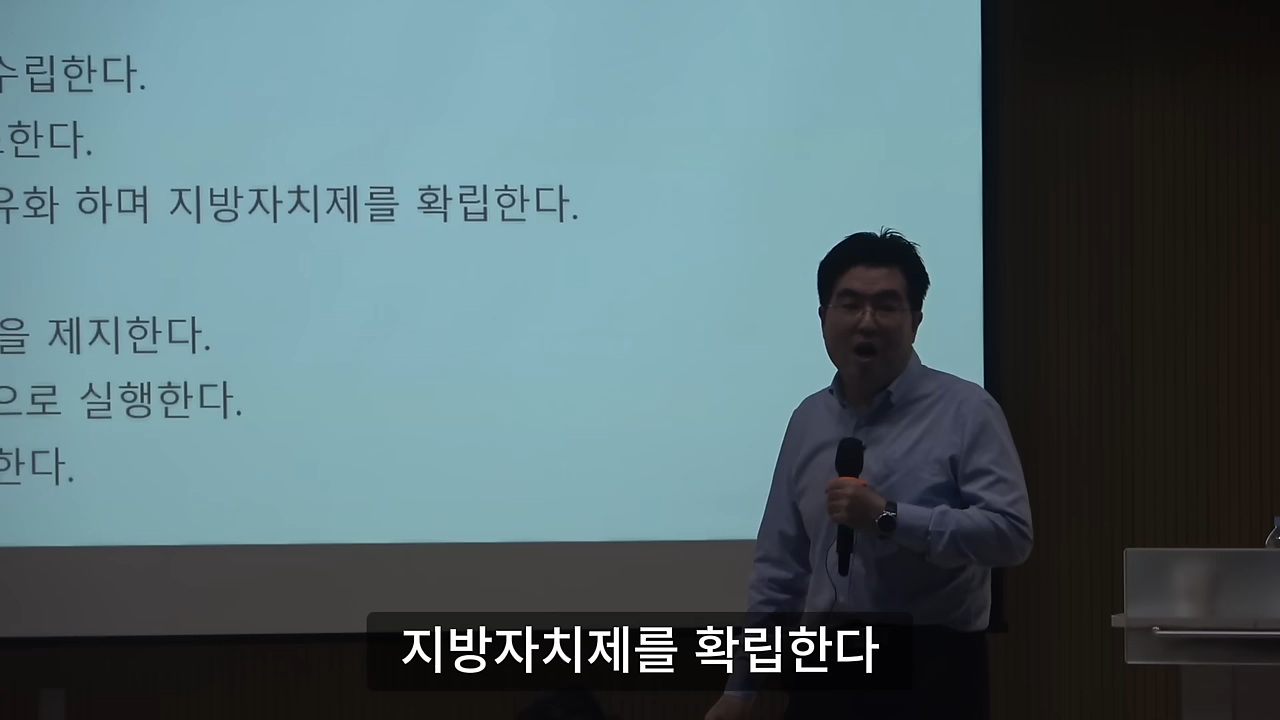 수립한다.
한다.
유화 하며 지방자치제를 확립한다.
을 제지한다.
으로 실행한다.
한다.
지방자치제를 확립한다